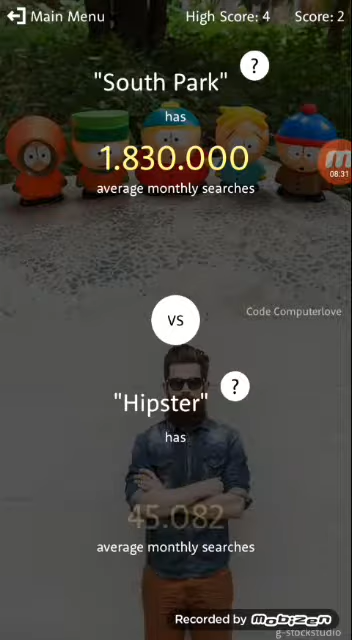 Main Menu High Score: 4 Score: 2
?
"South Park"
has
1.830.000
average monthly searches
08:31
VS
Code Computerlove
?
"Hipster"
has
45.082
average monthly searches
Recorded by mobizen
g-stockstudio